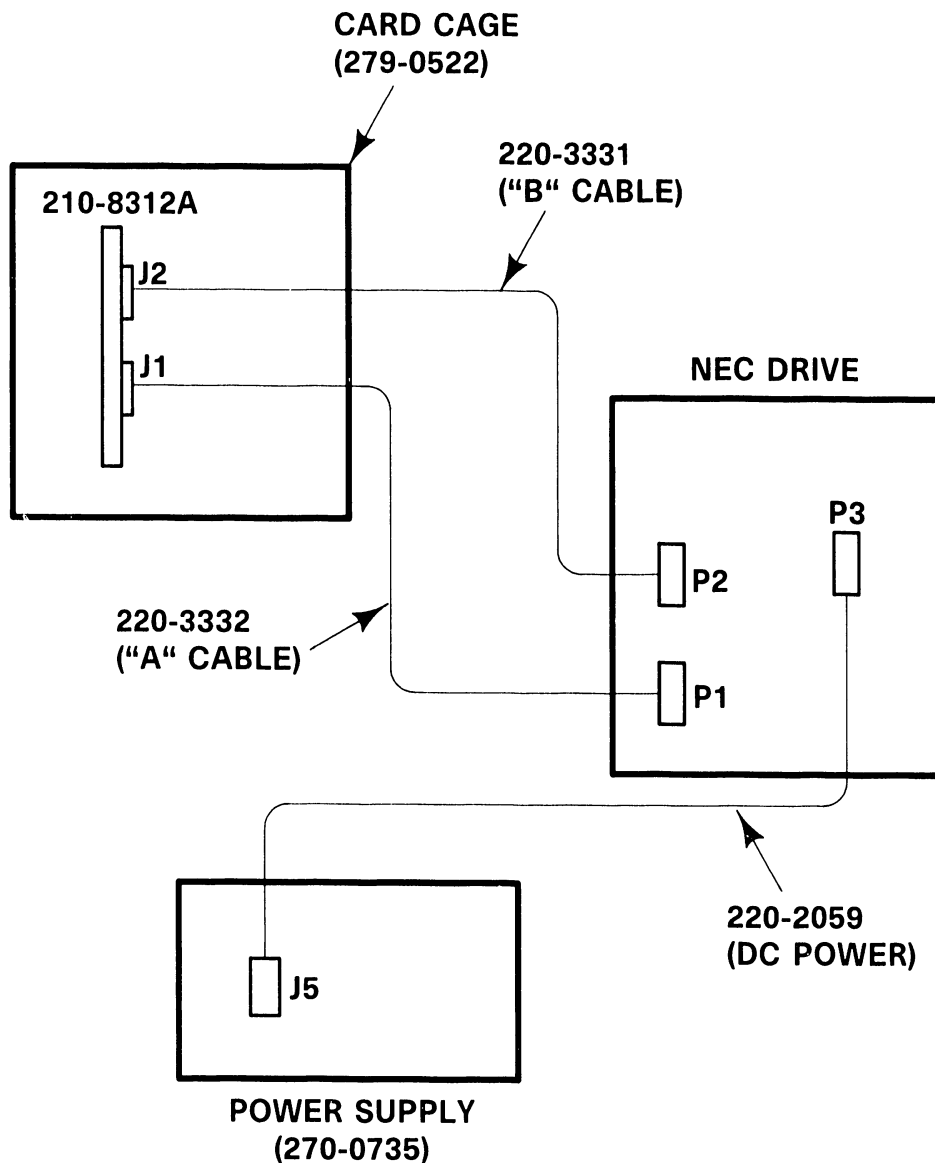 CARD CAGE
(279-0522)
220-3331
(“B“ CABLE)
210-8312A
J2
J1
NEC DRIVE
P3
P2
220-3332
(“A“ CABLE)
P1
220-2059
(DC POWER)
J5
POWER SUPPLY
(270-0735)